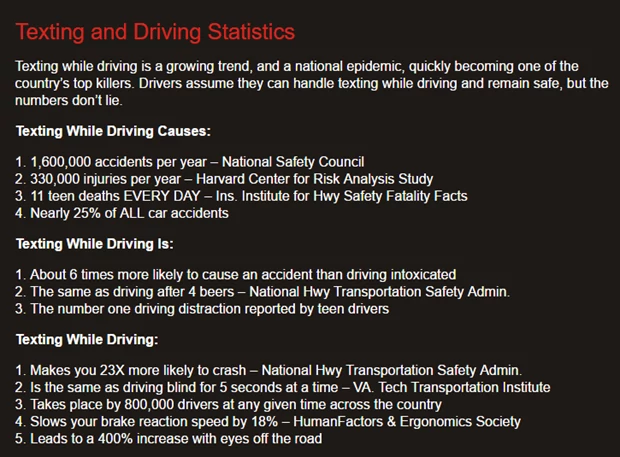 Texting and Driving Statistics
Texting while driving is a growing trend, and a national epidemic, quickly becoming one of the
country's top killers. Drivers assume they can handle texting while driving and remain safe, but the
numbers don't lie.
Texting While Driving Causes:
1. 1,600,000 accidents per year – National Safety Council
2. 330,000 injuries per year – Harvard Center for Risk Analysis Study
3. 11 teen deaths EVERY DAY – Ins. Institute for Hwy Safety Fatality Facts
4. Nearly 25% of ALL car accidents
Texting While Driving Is:
1. About 6 times more likely to cause an accident than driving intoxicated
2. The same as driving after 4 beers – National Hwy Transportation Safety Admin.
3. The number one driving distraction reported by teen drivers
Texting While Driving:
1. Makes you 23X more likely to crash – National Hwy Transportation Safety Admin.
2. Is the same as driving blind for 5 seconds at a time – VA. Tech Transportation Institute
3. Takes place by 800,000 drivers at any given time across the country
4. Slows your brake reaction speed by 18% – HumanFactors & Ergonomics Society
5. Leads to a 400% increase with eyes off the road